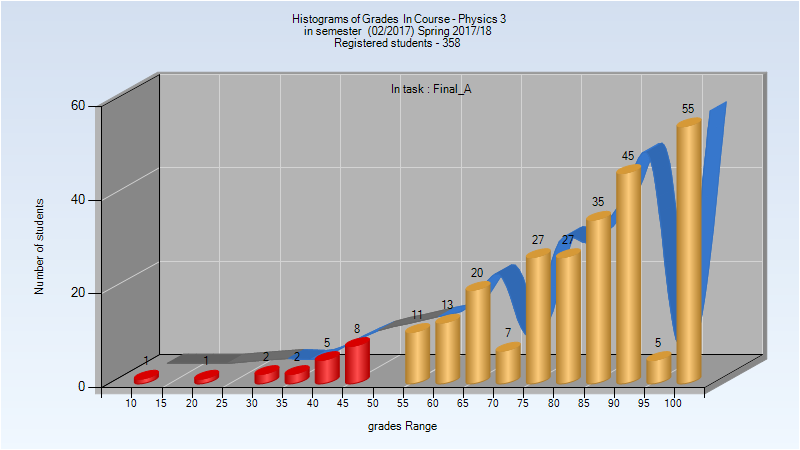 Histograms of Grades In Course - Physics 3
in semester (02/2017) Spring 2017/18
Registered students - 358
In task : Final_A
60
40
20
0
Number of students
1 1 2 2 5 8 11 13 20 7 27 27 35 45 5 55
10 15 20 25 30 35 40 45 50 55 60 65 70 75 80 85 90 95 100
grades Range